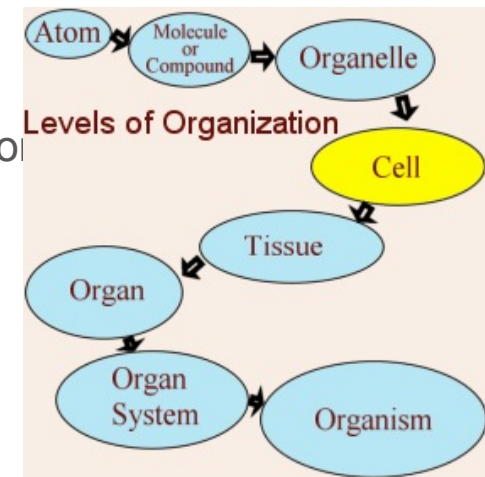 Atom
Molecule
or
Compound
Organelle
Levels of Organization
Cell
Tissue
Organ
Organ
System
Organism